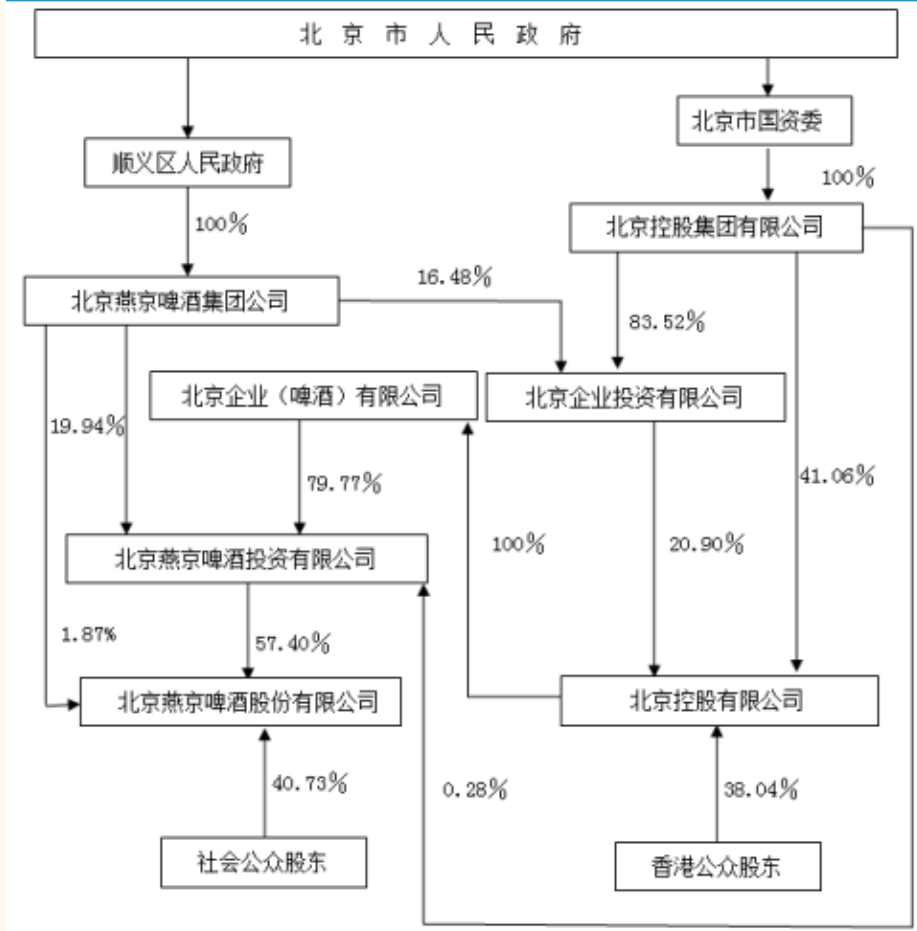 北京市人民政府
北京市国资委
顺义区人民政府
100%
100%
北京控股集团有限公司
北京燕京啤酒集团公司
16.48%
83.52%
北京企业（啤酒）有限公司
北京企业投资有限公司
19.94%
79.77%
41.06%
100%
20.90%
北京燕京啤酒投资有限公司
1.87%
57.40%
北京燕京啤酒股份有限公司
北京控股有限公司
40.73%
0.28%
38.04%
社会公众股东
香港公众股东